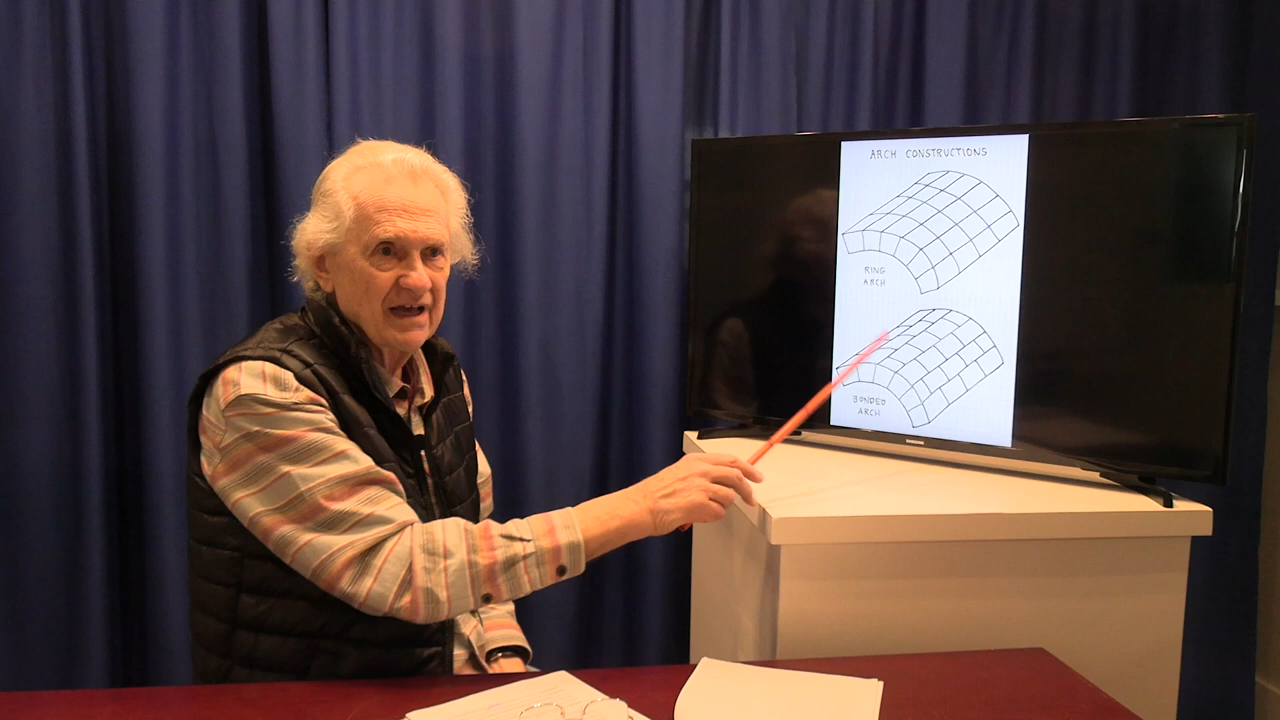 ARCH CONSTRUCTIONS
RING
ARCH
BONDED
ARCH
SAMSUNG